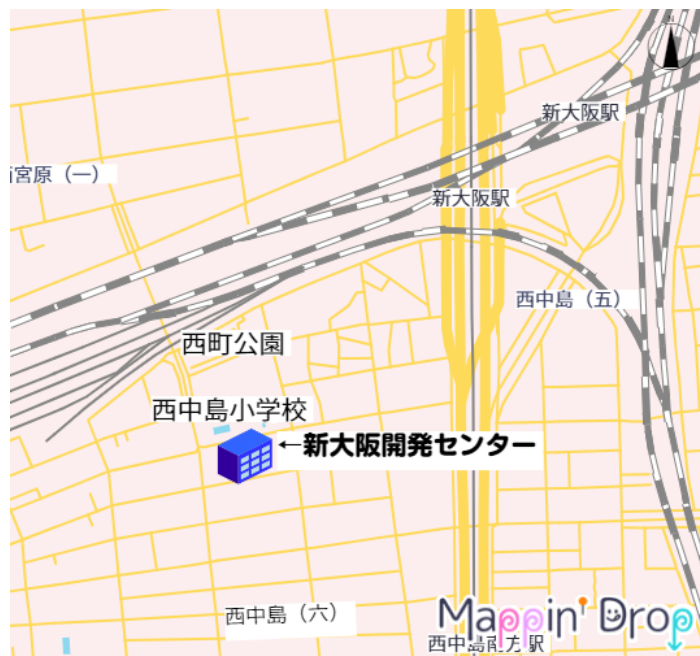 N
新大阪駅
宮原（一）
新大阪駅
西中島（五）
西町公園
西中島小学校
←新大阪開発センター
西中島（六）
Mappin' Drop
西中島南方駅